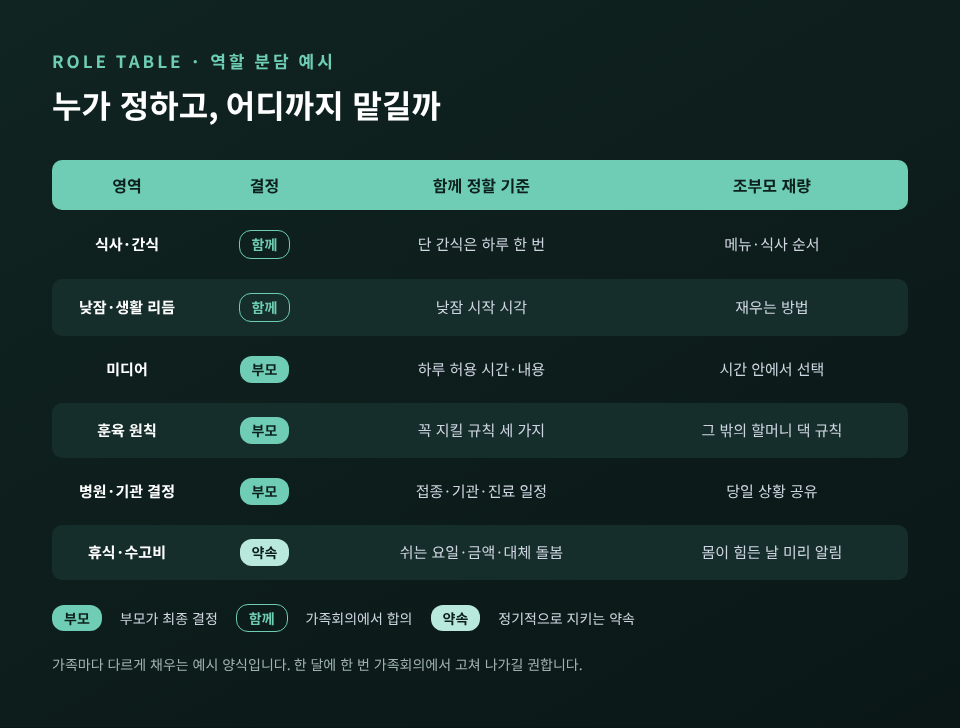 ROLE TABLE · 역할 분담 예시
누가 정하고, 어디까지 맡길까
영역 결정 함께 정할 기준 조부모 재량
식사·간식 함께 단 간식은 하루 한 번 메뉴·식사 순서
낮잠·생활 리듬 함께 낮잠 시작 시각 재우는 방법
미디어 부모 하루 허용 시간·내용 시간 안에서 선택
훈육 원칙 부모 꼭 지킬 규칙 세 가지 그 밖의 할머니 댁 규칙
병원·기관 결정 부모 접종·기관·진료 일정 당일 상황 공유
휴식·수고비 약속 쉬는 요일·금액·대체 돌봄 몸이 힘든 날 미리 알림
부모 부모가 최종 결정 함께 가족회의에서 합의 약속 정기적으로 지키는 약속
가족마다 다르게 채우는 예시 양식입니다. 한 달에 한 번 가족회의에서 고쳐 나가길 권합니다.